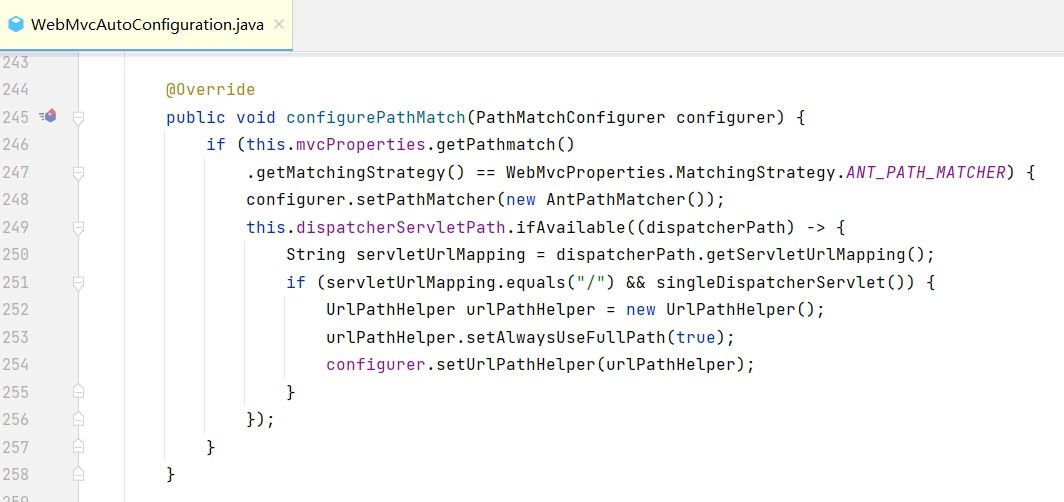 WebMvcAutoConfiguration.java
243
244 @Override
245 public void configurePathMatch(PathMatchConfigurer configurer) {
246 if (this.mvcProperties.getPathmatch()
247 .getMatchingStrategy() == WebMvcProperties.MatchingStrategy.ANT_PATH_MATCHER) {
248 configurer.setPathMatcher(new AntPathMatcher());
249 this.dispatcherServletPath.ifAvailable((dispatcherPath) -> {
250 String servletUrlMapping = dispatcherPath.getServletUrlMapping();
251 if (servletUrlMapping.equals("/") && singleDispatcherServlet()) {
252 UrlPathHelper urlPathHelper = new UrlPathHelper();
253 urlPathHelper.setAlwaysUseFullPath(true);
254 configurer.setUrlPathHelper(urlPathHelper);
255 }
256 });
257 }
258 }
259